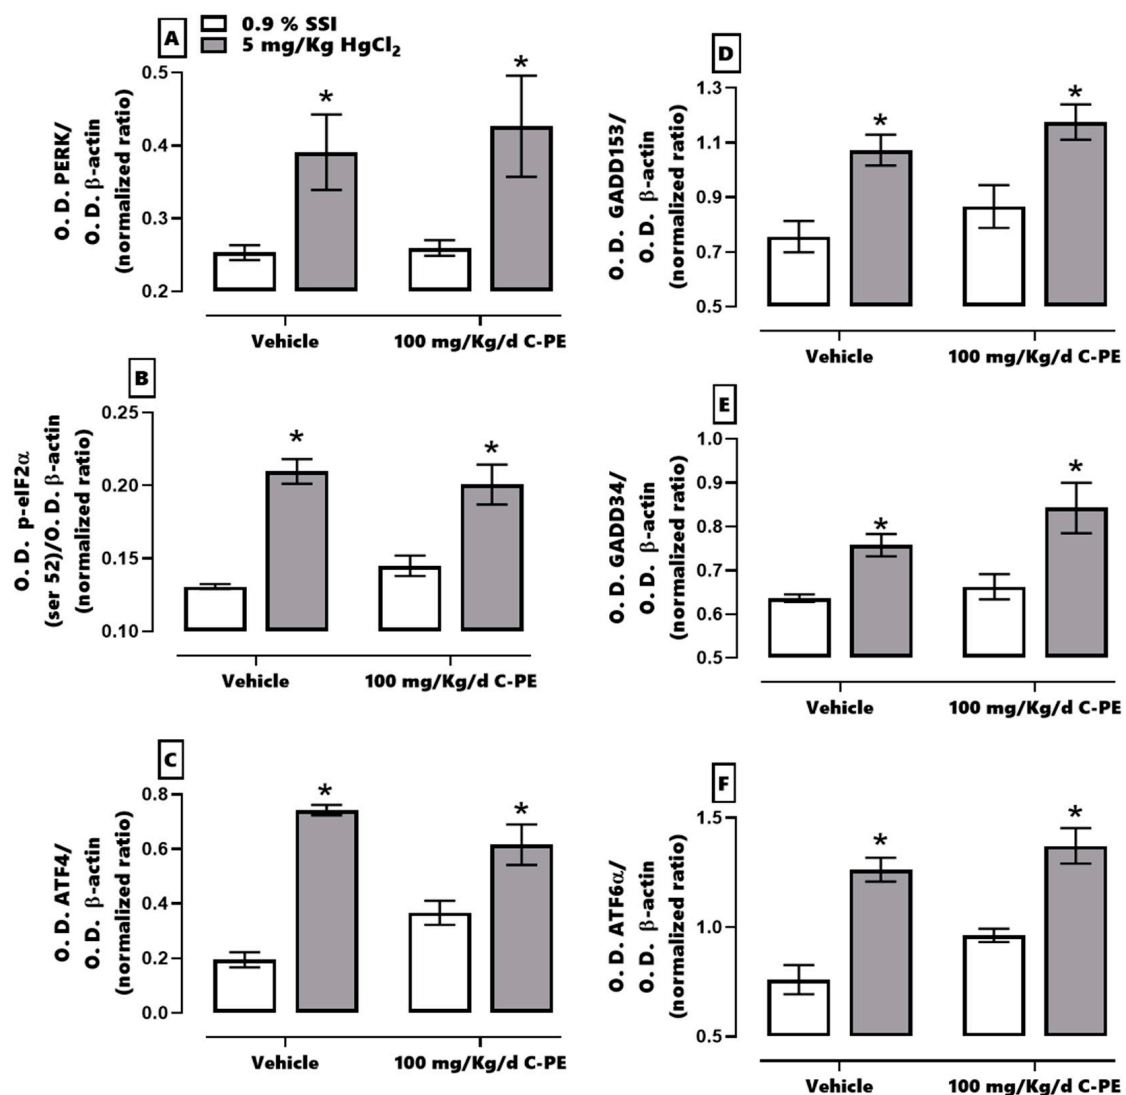 A
0.9 % SSI
5 mg/Kg HgCl₂
O. D. PERK/
O. D. β-actin
(normalized ratio)
0.5
0.4
0.3
0.2
*
*
Vehicle
100 mg/Kg/d C-PE
B
O. D. p-eIF2α
(ser 52)/O. D. β-actin
(normalized ratio)
0.25
0.20
0.15
0.10
*
*
Vehicle
100 mg/Kg/d C-PE
C
O. D. ATF4/
O. D. β-actin
(normalized ratio)
0.8
0.6
0.4
0.2
0.0
*
*
Vehicle
100 mg/Kg/d C-PE
D
O. D. GADD153/
O. D. β-actin
(normalized ratio)
1.3
1.1
0.9
0.7
0.5
*
*
Vehicle
100 mg/Kg/d C-PE
E
O. D. GADD34/
O. D. β-actin
(normalized ratio)
1.0
0.9
0.8
0.7
0.6
0.5
*
*
Vehicle
100 mg/Kg/d C-PE
F
O. D. ATF6α/
O. D. β-actin
(normalized ratio)
1.5
1.0
0.5
*
*
Vehicle
100 mg/Kg/d C-PE